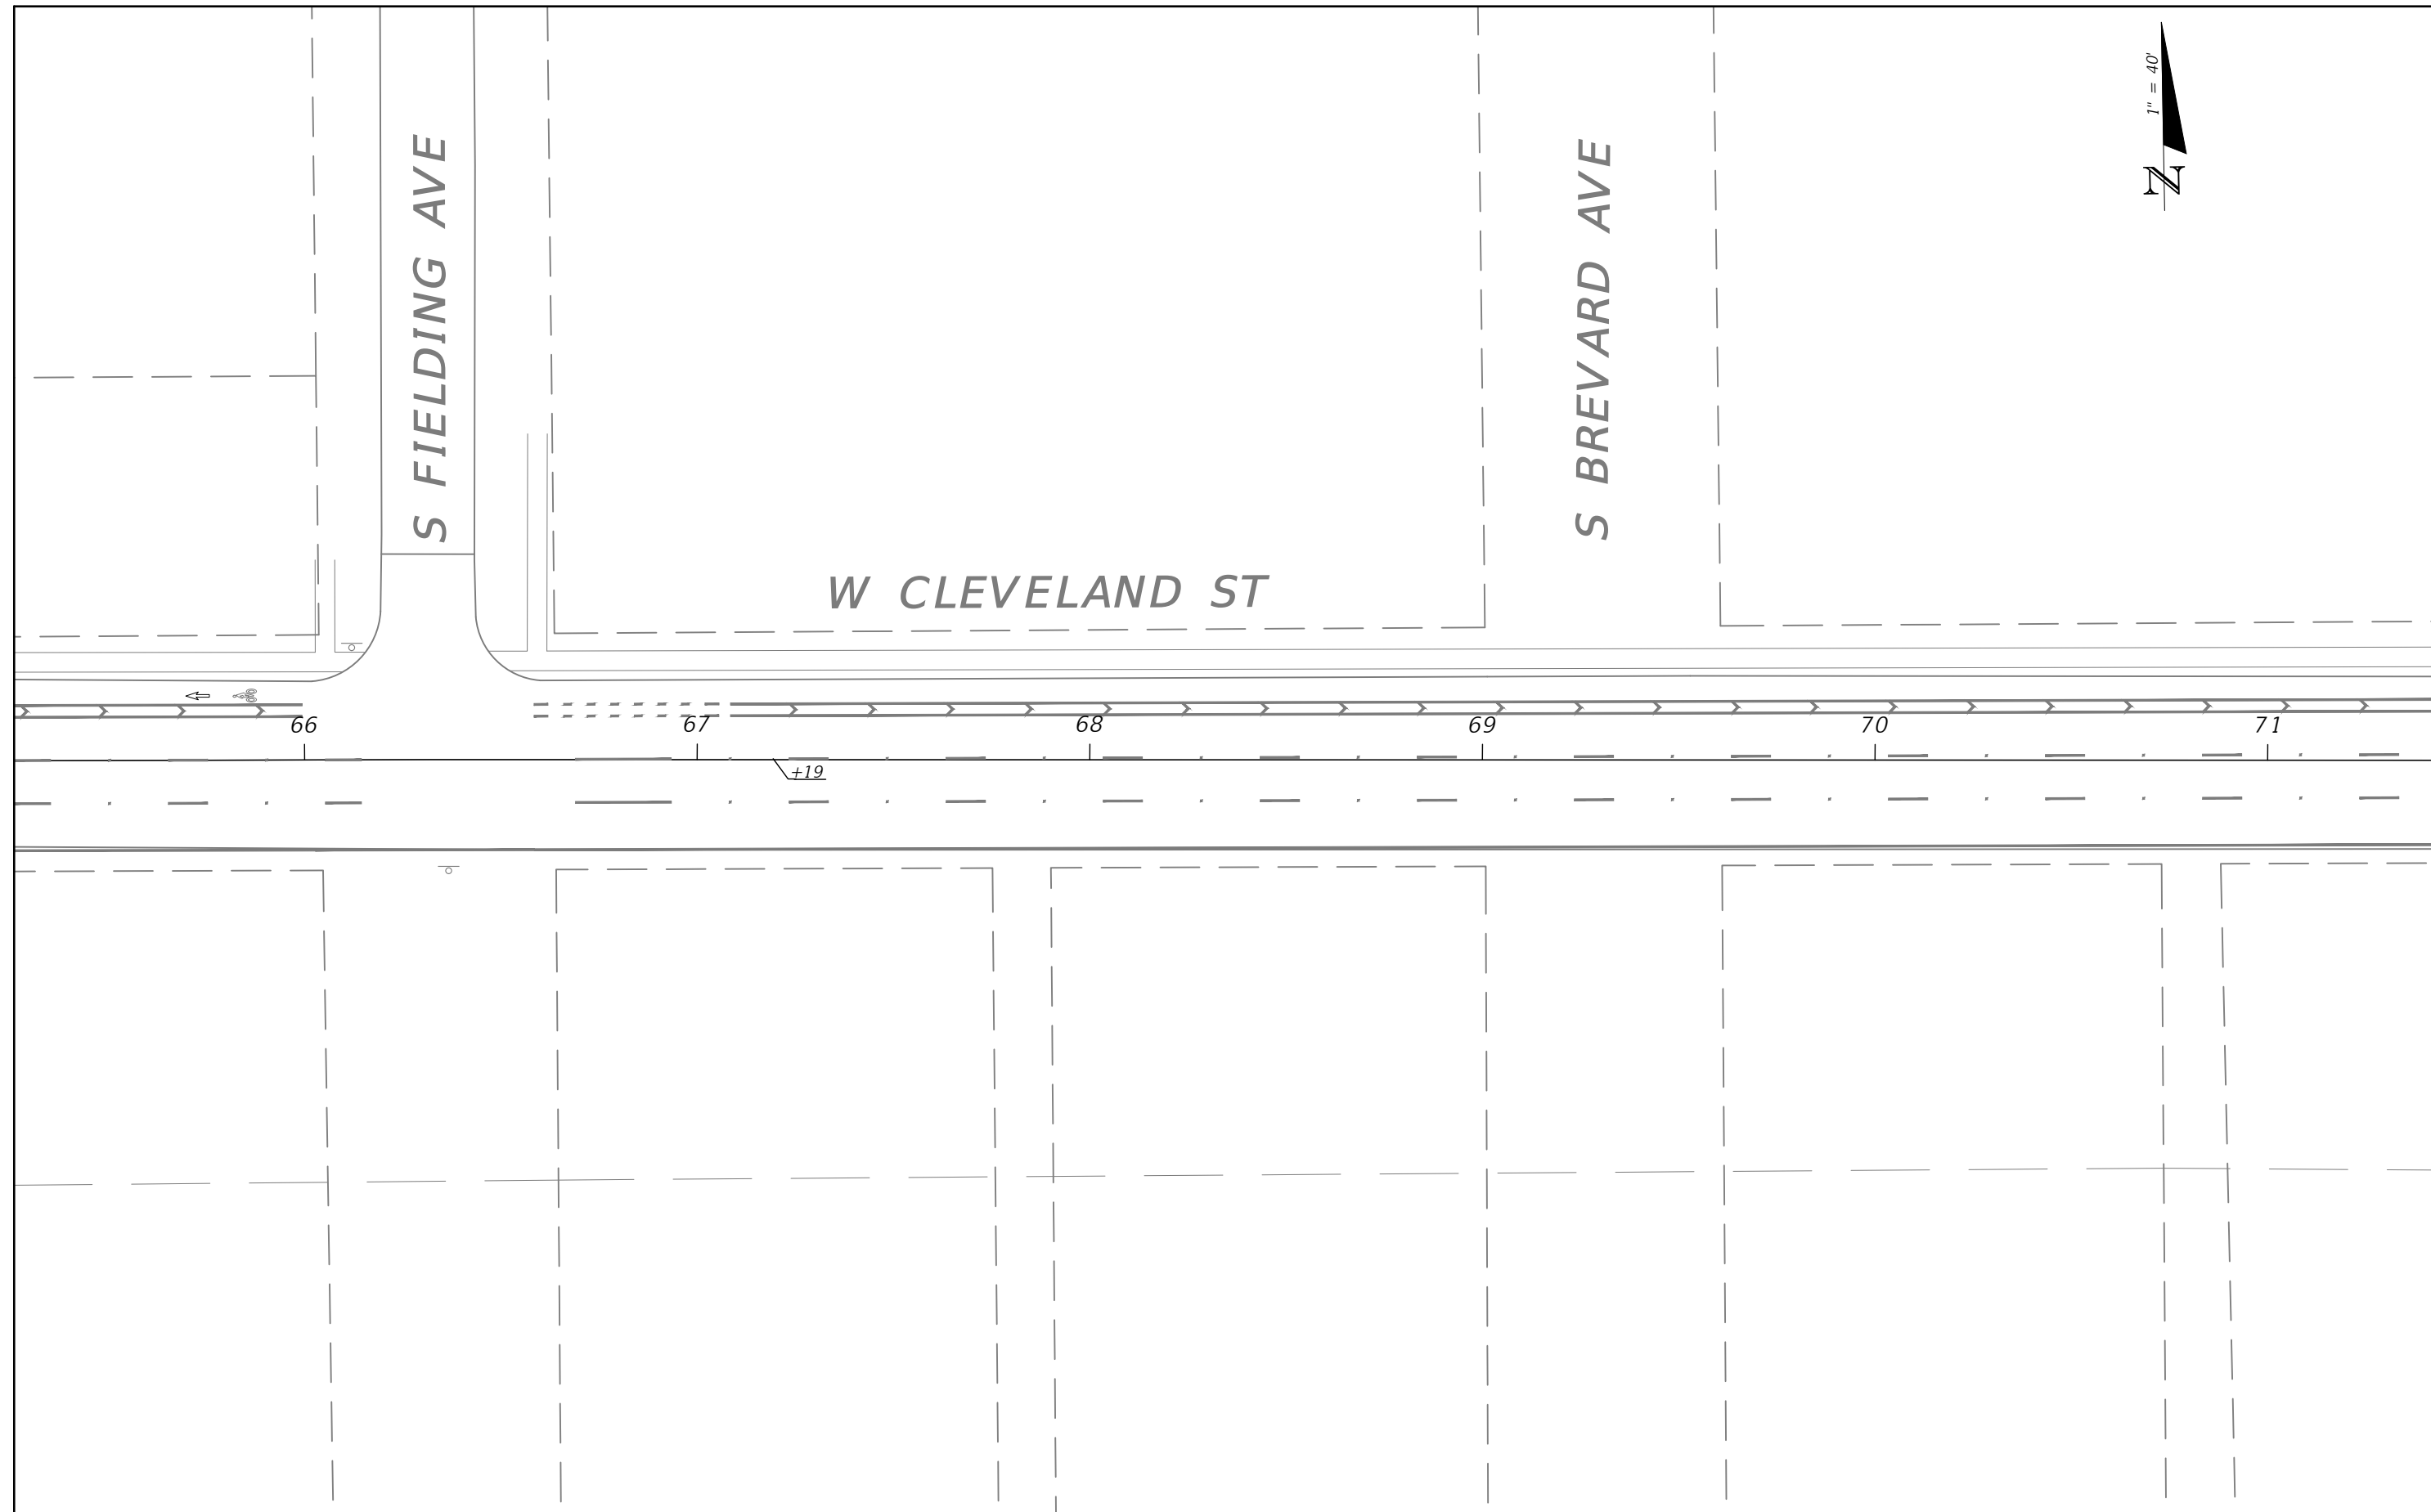 S FIELDING AVE
S BREVARD AVE
1" = 40'
N
W CLEVELAND ST
66
67
68
69
70
71
+19